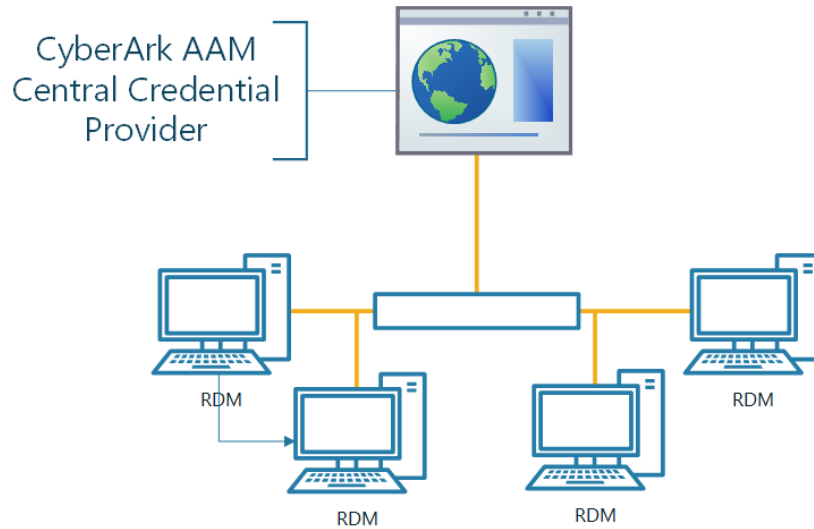 CyberArk AAM
Central Credential
Provider
RDM
RDM
RDM
RDM